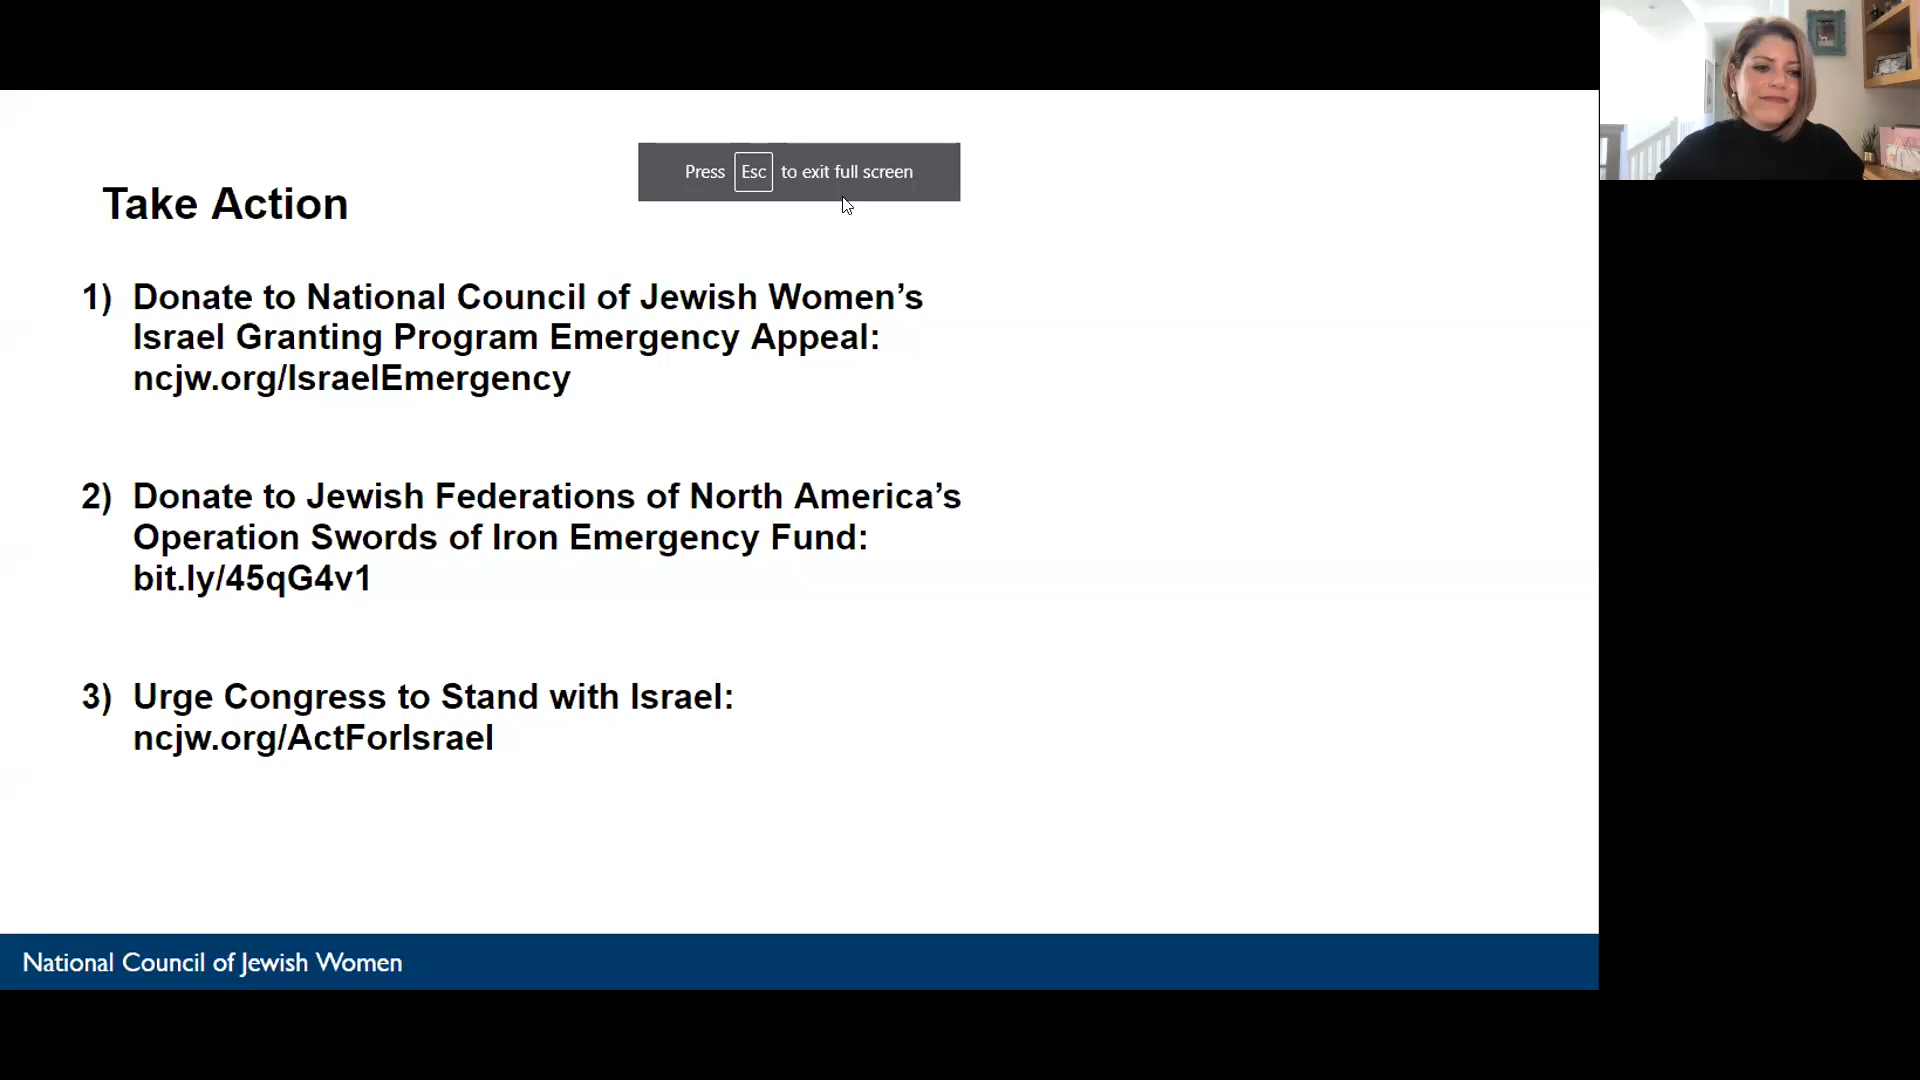 Press Esc to exit full screen
Take Action
1) Donate to National Council of Jewish Women’s
Israel Granting Program Emergency Appeal:
ncjw.org/IsraelEmergency
2) Donate to Jewish Federations of North America’s
Operation Swords of Iron Emergency Fund:
bit.ly/45qG4v1
3) Urge Congress to Stand with Israel:
ncjw.org/ActForIsrael
National Council of Jewish Women